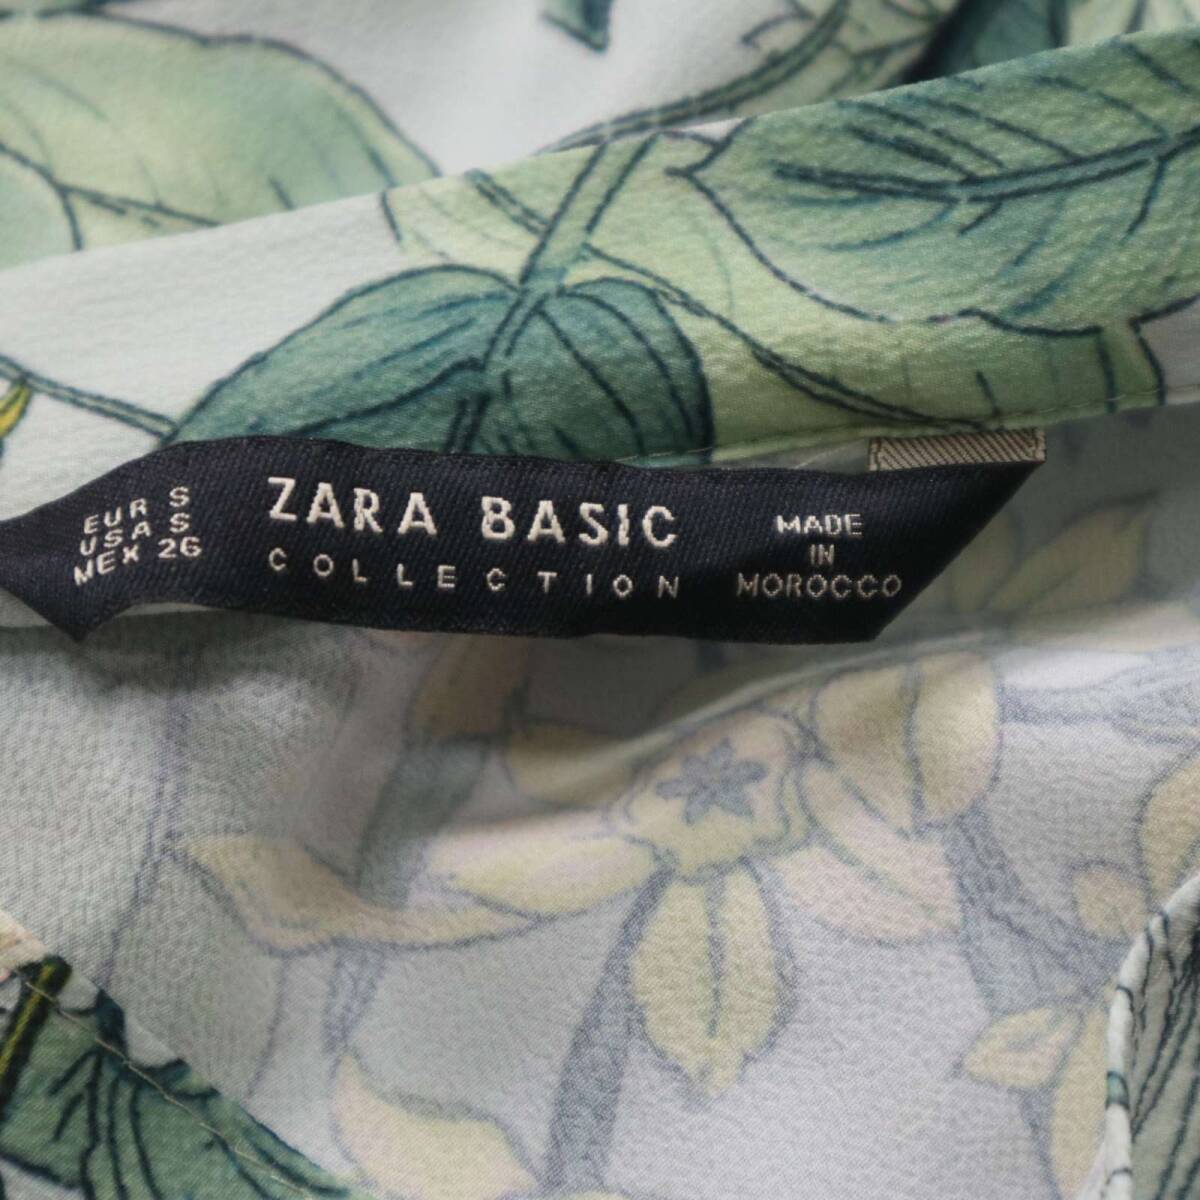 EUR S
USA S
MEX 26
ZARA BASIC
COLLECTION
MADE
IN
MOROCCO